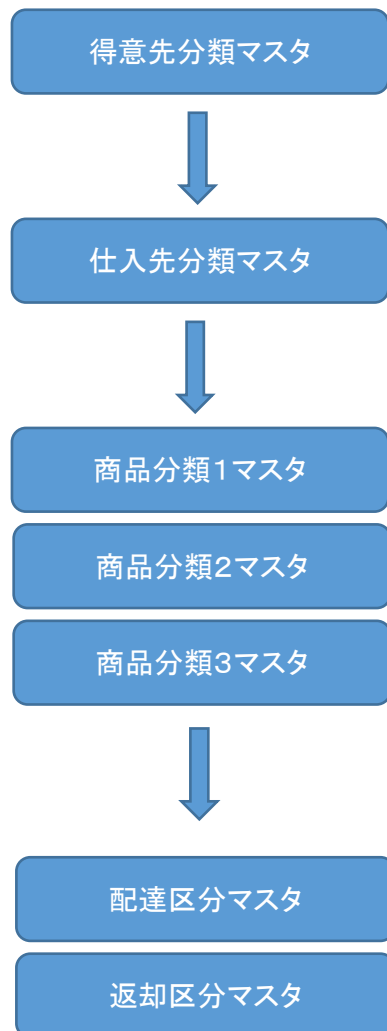 得意先分類マスタ
仕入先分類マスタ
商品分類１マスタ
商品分類２マスタ
商品分類３マスタ
配達区分マスタ
返却区分マスタ